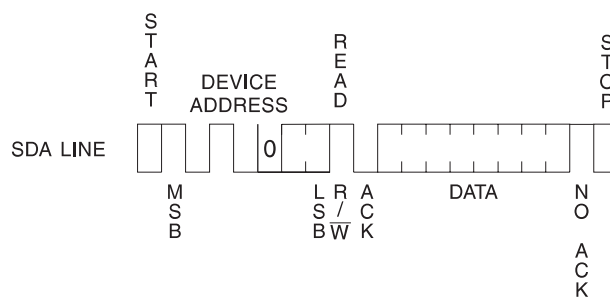 START
READ
STOP
DEVICE
ADDRESS
SDA LINE
0
MSB
LSB
R/W
ACK
DATA
NO ACK